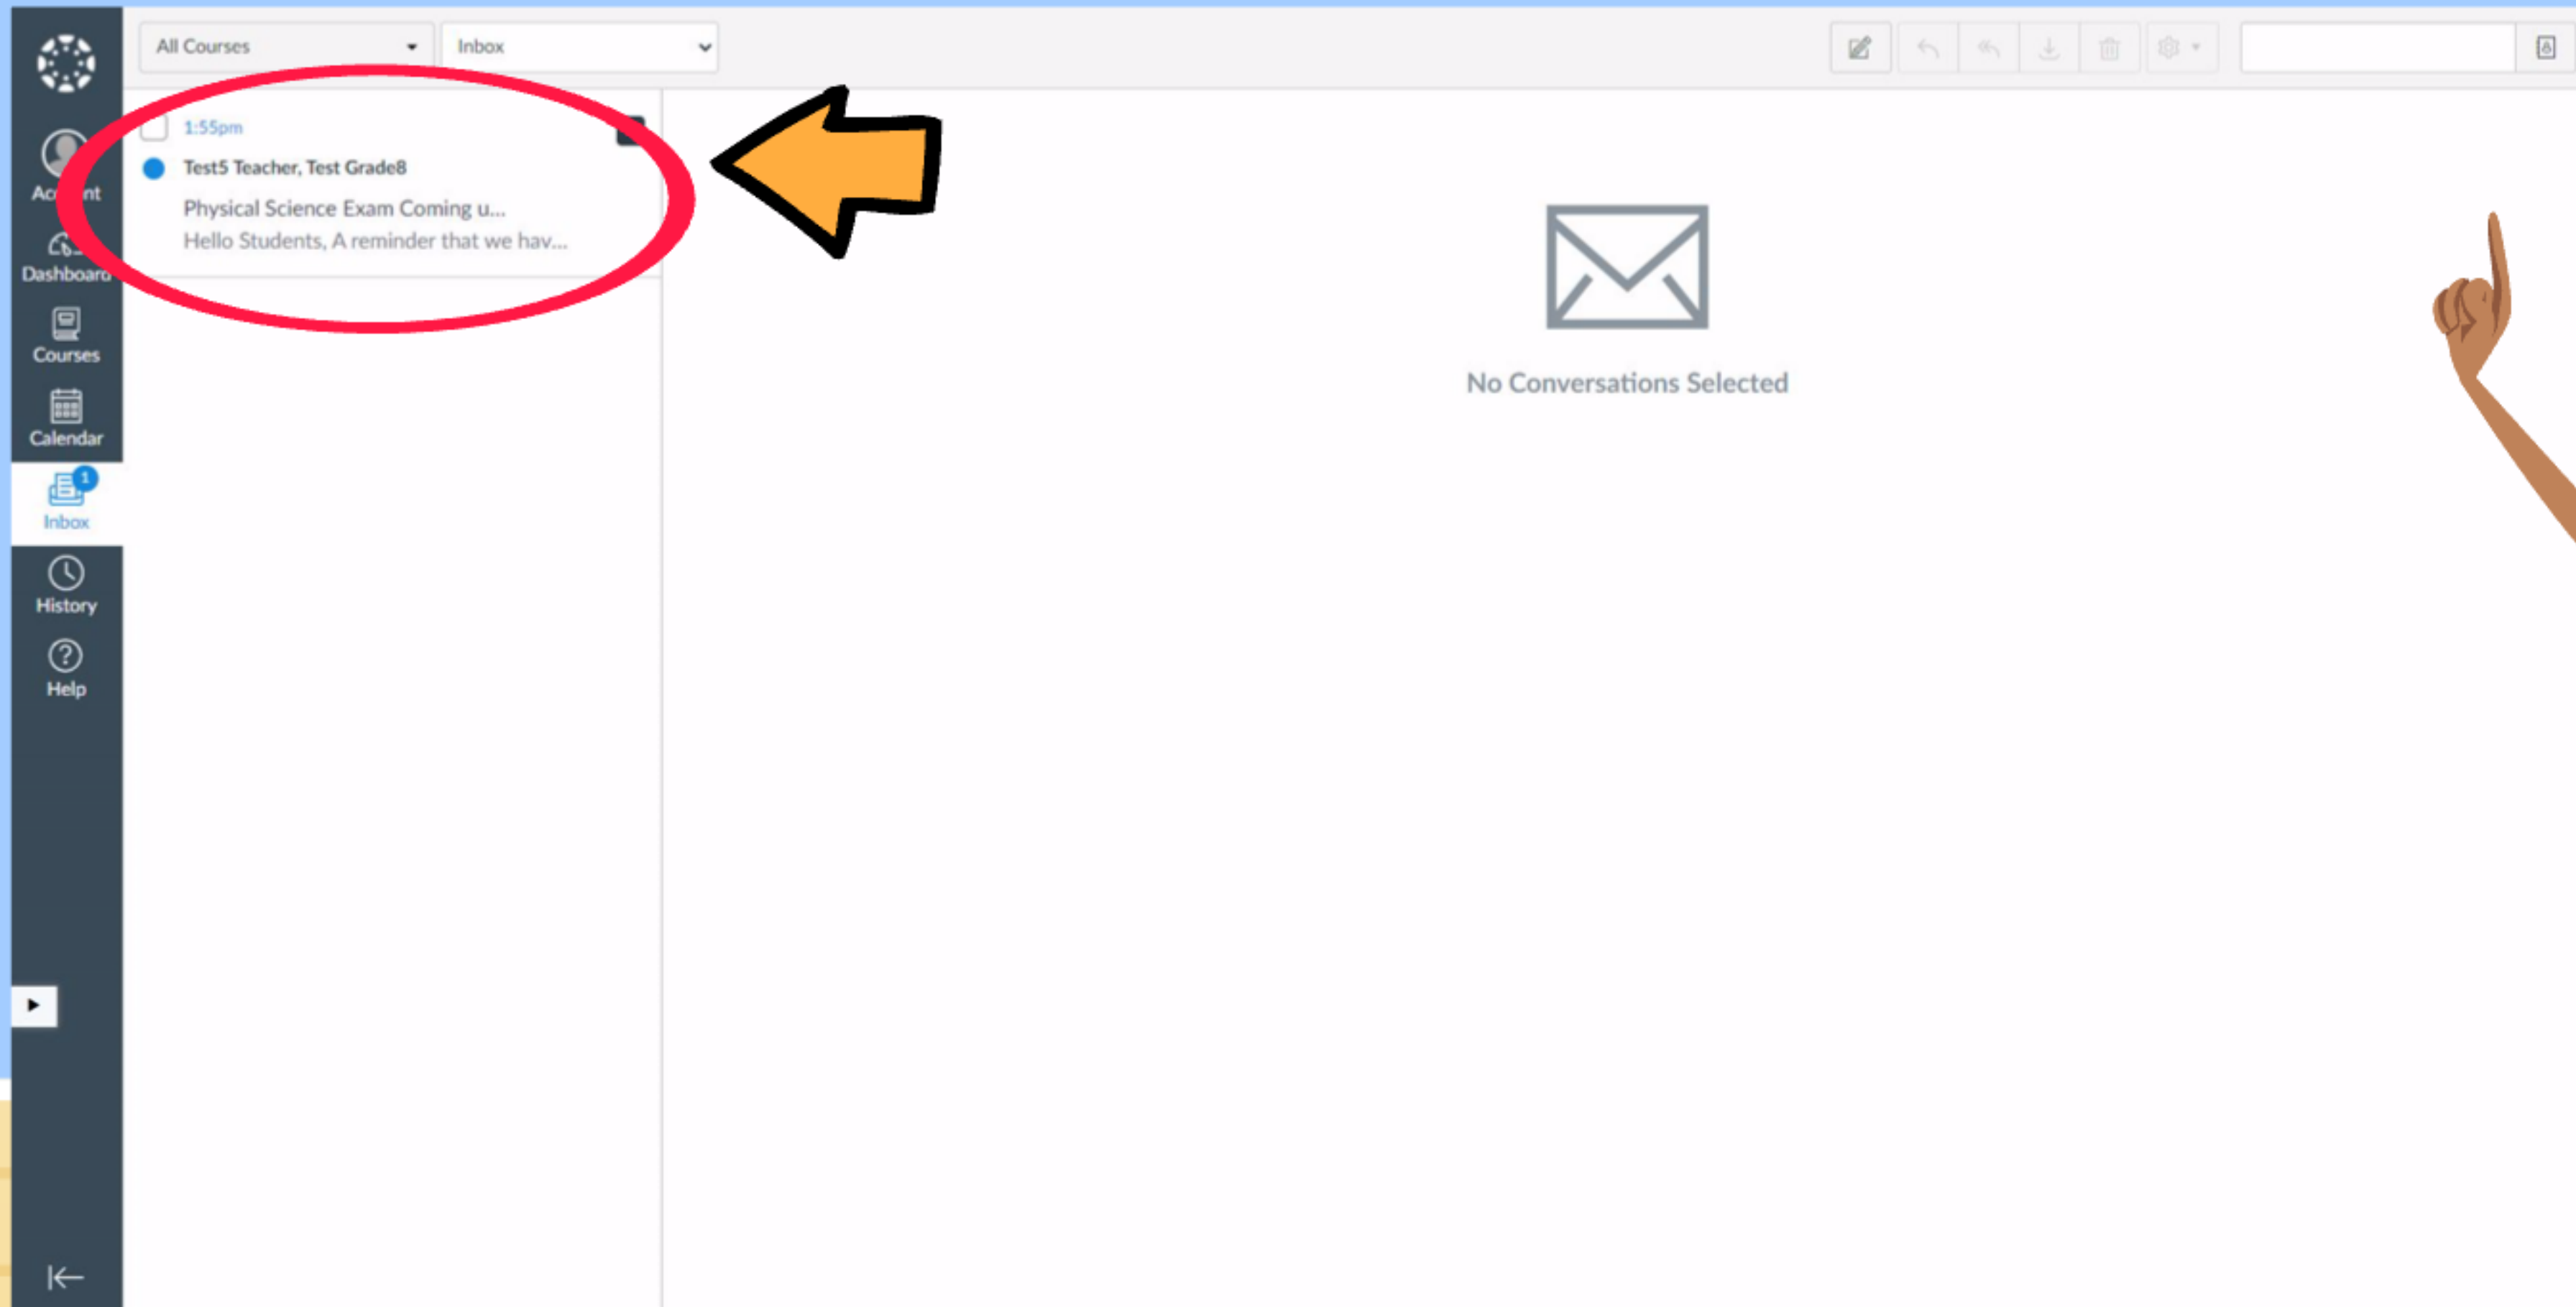 All Courses
Inbox
1:55pm
Test5 Teacher, Test Grade8
Physical Science Exam Coming u...
Hello Students, A reminder that we hav...
No Conversations Selected
Dashboard
Courses
Calendar
1
Inbox
History
Help